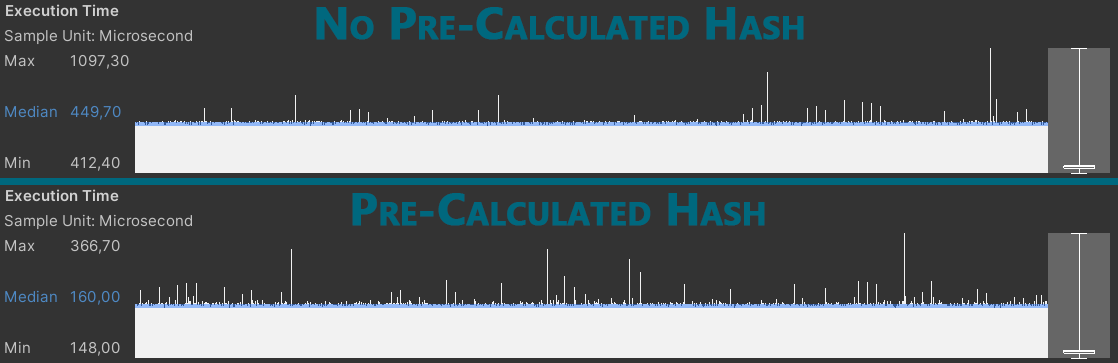 Execution Time
No Pre-Calculated Hash
Sample Unit: Microsecond
Max 1097,30
Median 449,70
Min 412,40
Execution Time
Pre-Calculated Hash
Sample Unit: Microsecond
Max 366,70
Median 160,00
Min 148,00